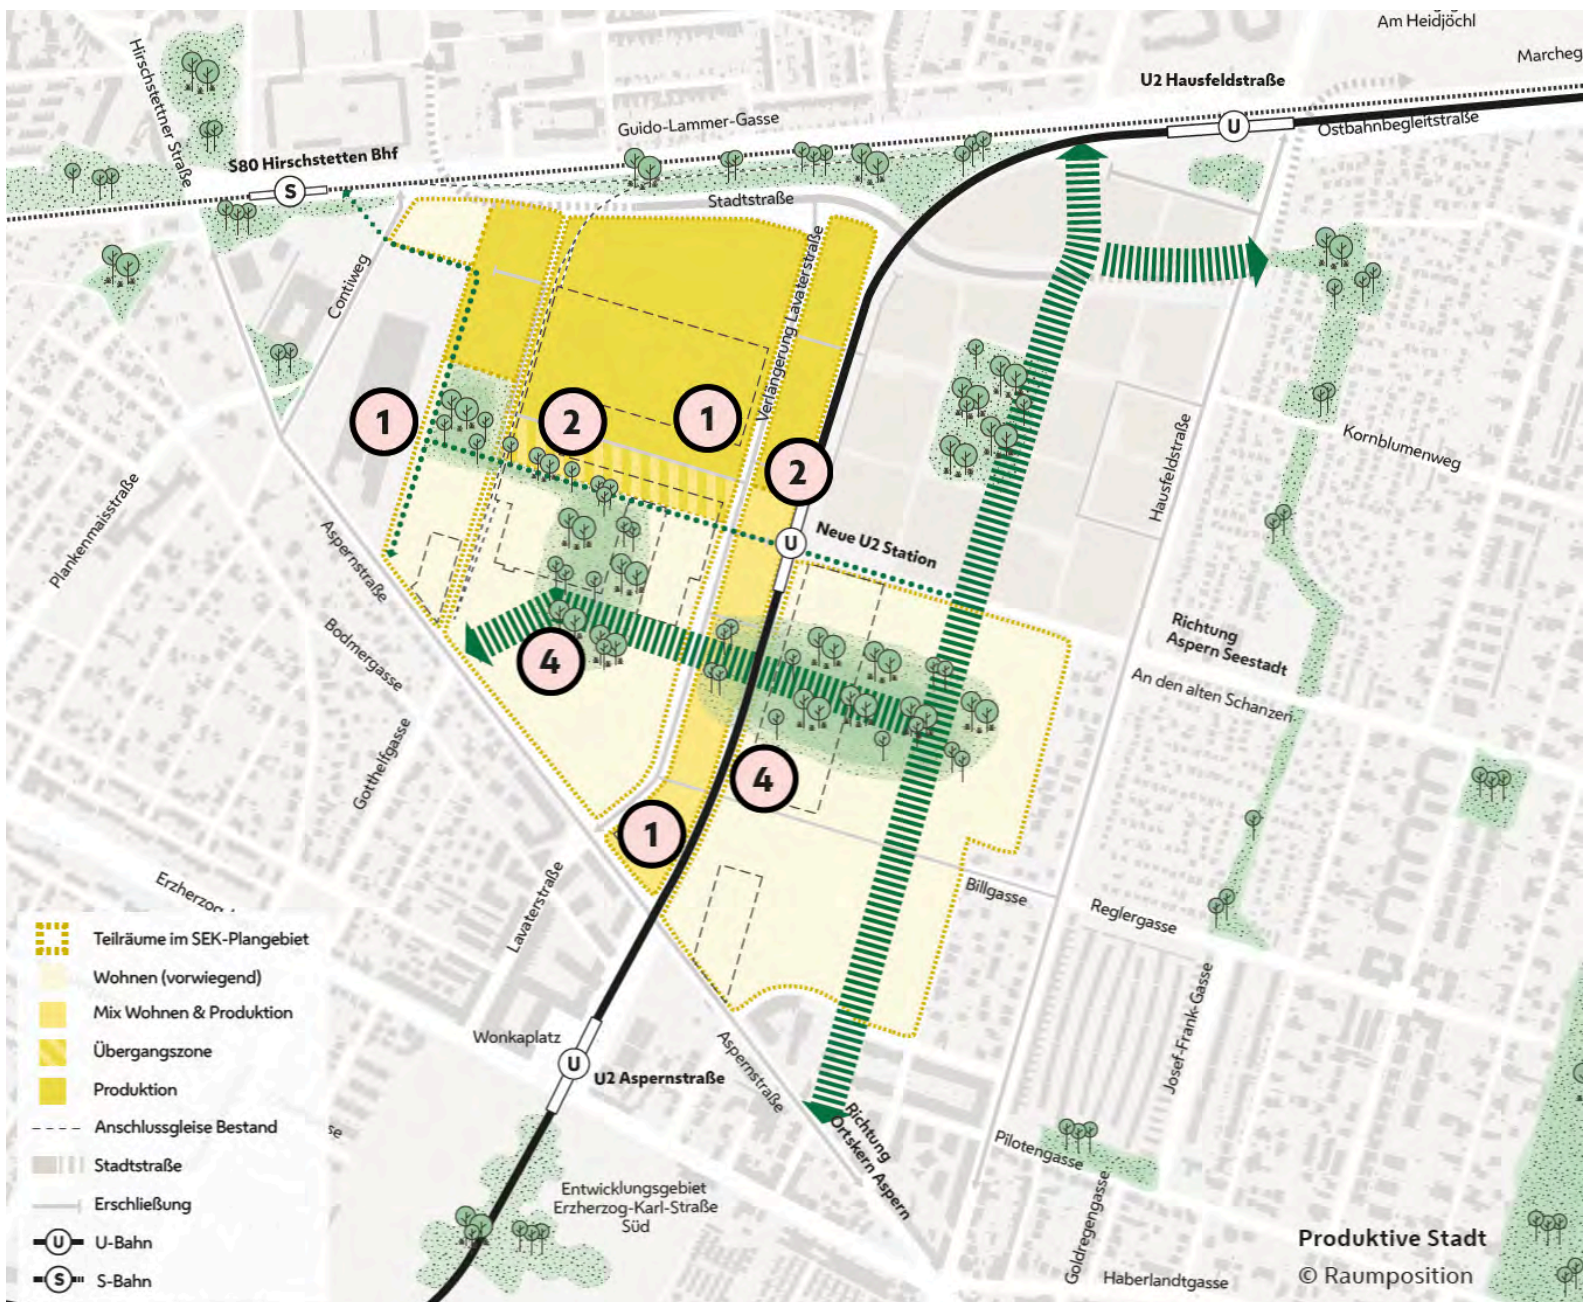 Am Heidjöchl
Marcheg
U2 Hausfeldstraße
Hirschstettner Straße
Guido-Lammer-Gasse
Ostbahnbegleitstraße
S80 Hirschstetten Bhf
U
S
Stadtstraße
Contiweg
Verlängerung Lavaterstraße
1
2
1
2
Hausfeldstraße
Kornblumenweg
Plankenmaisstraße
Aspernstraße
U
Neue U2 Station
Bodmergasse
4
Richtung
Aspern Seestadt
An den alten Schanzen
Gotthelfgasse
4
1
Erzherzog-
Lavaterstraße
Billgasse
Reglergasse
Josef-Frank-Gasse
Wonkaplatz
U
U2 Aspernstraße
Aspernstraße
Richtung
Ortskern Aspern
Pilotengasse
Goldregengasse
Haberlandtgasse
Entwicklungsgebiet
Erzherzog-Karl-Straße
Süd
se
Teilräume im SEK-Plangebiet
Wohnen (vorwiegend)
Mix Wohnen & Produktion
Übergangszone
Produktion
Anschlussgleise Bestand
Stadtstraße
Erschließung
U U-Bahn
S S-Bahn
Produktive Stadt
© Raumposition